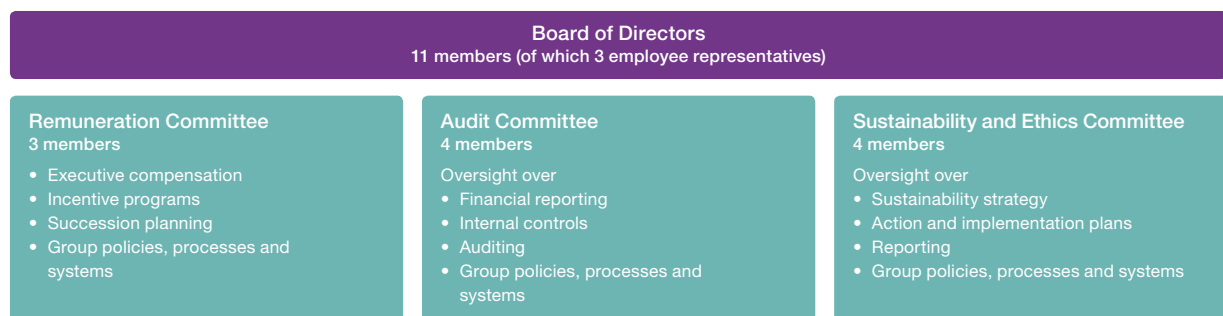 Board of Directors
11 members (of which 3 employee representatives)
Remuneration Committee
3 members
• Executive compensation
• Incentive programs
• Succession planning
• Group policies, processes and
systems
Audit Committee
4 members
Oversight over
• Financial reporting
• Internal controls
• Auditing
• Group policies, processes and
systems
Sustainability and Ethics Committee
4 members
Oversight over
• Sustainability strategy
• Action and implementation plans
• Reporting
• Group policies, processes and systems